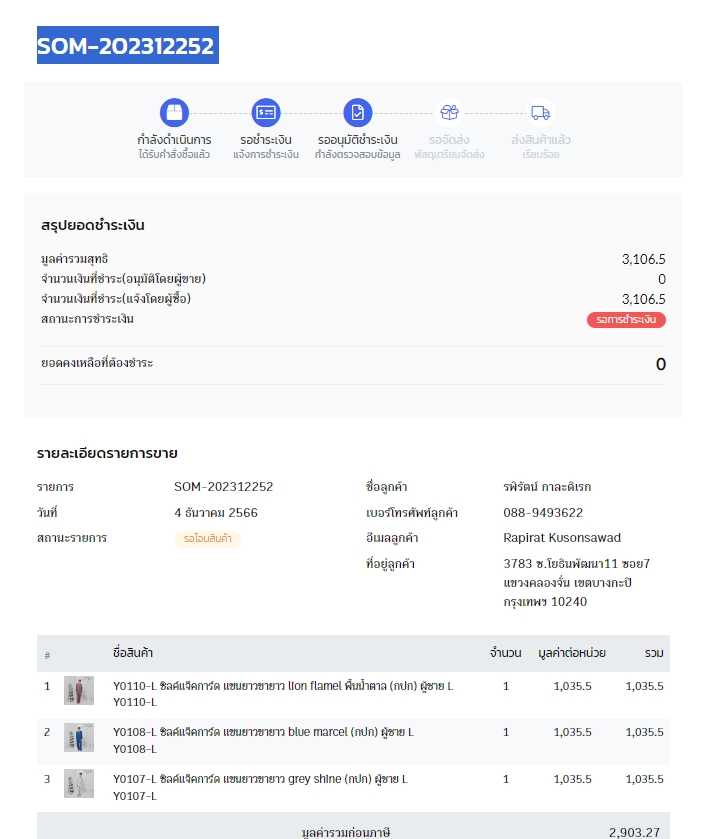 SOM-202312252
กำลังดำเนินการ
ได้รับคำสั่งซื้อแล้ว
รอชำระเงิน
แจ้งการชำระเงิน
รออนุมัติชำระเงิน
กำลังตรวจสอบข้อมูล
รอจัดส่ง
พัสดุเตรียมจัดส่ง
ส่งสินค้าแล้ว
เรียบร้อย
สรุปยอดชำระเงิน
มูลค่ารวมสุทธิ 3,106.5
จำนวนเงินที่ชำระ(อนุมัติโดยผู้ขาย) 0
จำนวนเงินที่ชำระ(แจ้งโดยผู้ซื้อ) 3,106.5
สถานะการชำระเงิน รอการชำระเงิน
ยอดคงเหลือที่ต้องชำระ 0
รายละเอียดรายการขาย
รายการ SOM-202312252
วันที่ 4 ธันวาคม 2566
สถานะรายการ รอโอนสินค้า
ชื่อลูกค้า รพิรัตน์ กาละดิเรก
เบอร์โทรศัพท์ลูกค้า 088-9493622
อีเมลลูกค้า Rapirat Kusonsawad
ที่อยู่ลูกค้า 3783 ซ.โยธินพัฒนา11 ซอย7
แขวงคลองจั่น เขตบางกะปิ
กรุงเทพฯ 10240
# ชื่อสินค้า จำนวน มูลค่าต่อหน่วย รวม
1 Y0110-L ซิลค์แจ็คการ์ด แขนยาวขายาว lion flamel พื้นน้ำตาล (กปก) ผู้ชาย L 1 1,035.5 1,035.5
Y0110-L
2 Y0108-L ซิลค์แจ็คการ์ด แขนยาวขายาว blue marcel (กปก) ผู้ชาย L 1 1,035.5 1,035.5
Y0108-L
3 Y0107-L ซิลค์แจ็คการ์ด แขนยาวขายาว grey shine (กปก) ผู้ชาย L 1 1,035.5 1,035.5
Y0107-L
มูลค่ารวมก่อนภาษี 2,903.27